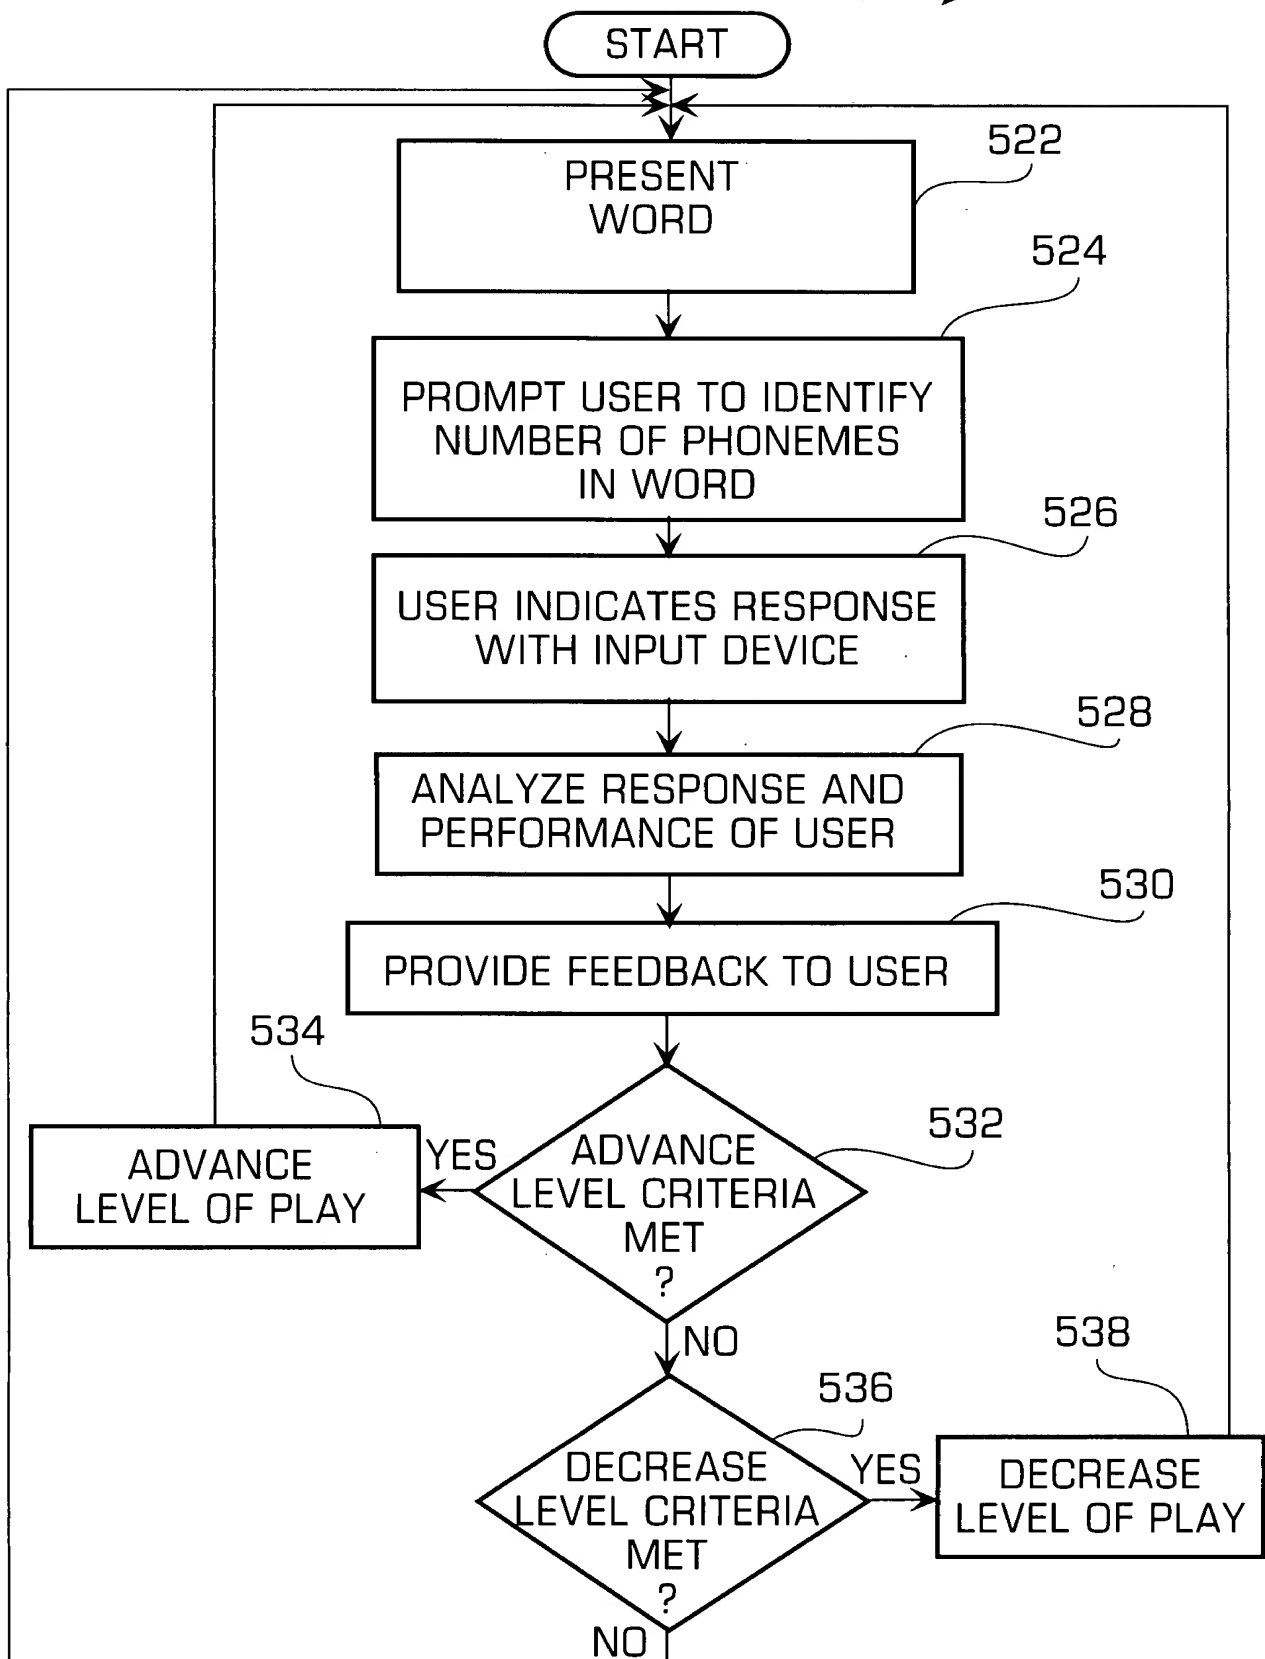 START
522
PRESENT
WORD
524
PROMPT USER TO IDENTIFY
NUMBER OF PHONEMES
IN WORD
526
USER INDICATES RESPONSE
WITH INPUT DEVICE
528
ANALYZE RESPONSE AND
PERFORMANCE OF USER
530
PROVIDE FEEDBACK TO USER
534
532
ADVANCE
LEVEL OF PLAY
YES
ADVANCE
LEVEL CRITERIA
MET
?
NO
538
536
DECREASE
LEVEL CRITERIA
MET
?
YES
DECREASE
LEVEL OF PLAY
NO